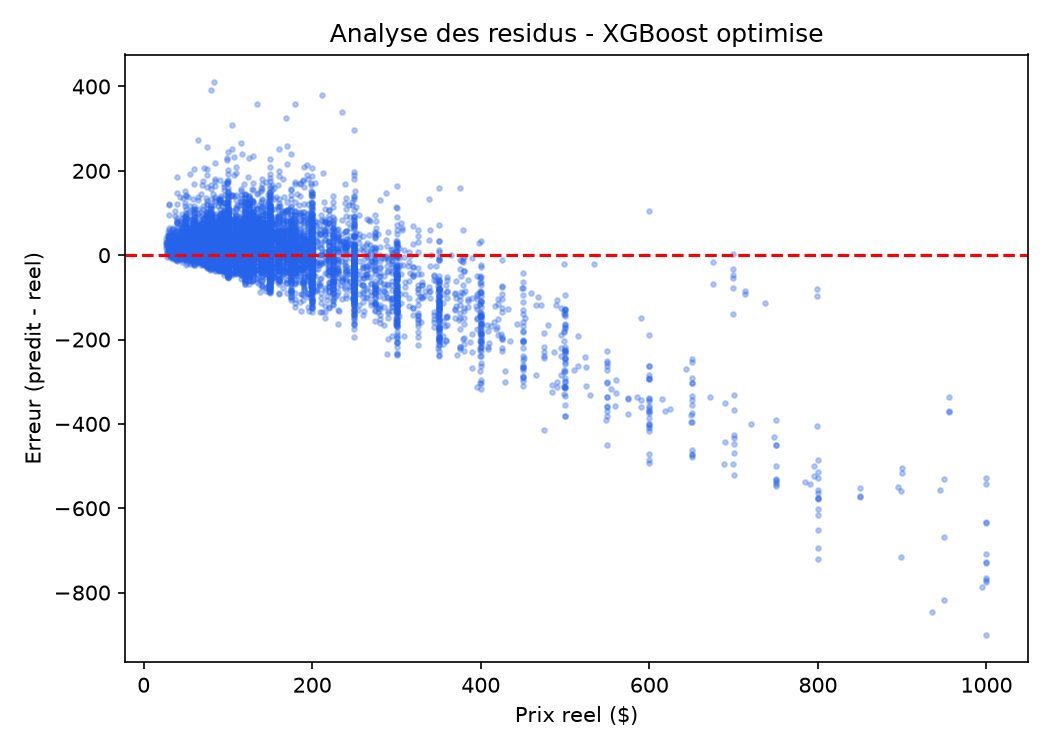 Analyse des residus - XGBoost optimise
Erreur (predit - reel)
400
200
0
−200
−400
−600
−800
0 200 400 600 800 1000
Prix reel ($)